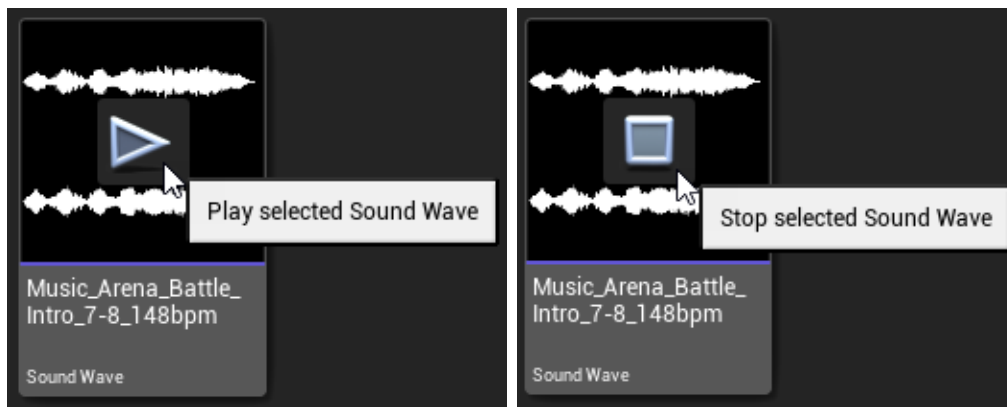 Play selected Sound Wave
Music_Arena_Battle_
Intro_7-8_148bpm
Sound Wave
Stop selected Sound Wave
Music_Arena_Battle_
Intro_7-8_148bpm
Sound Wave